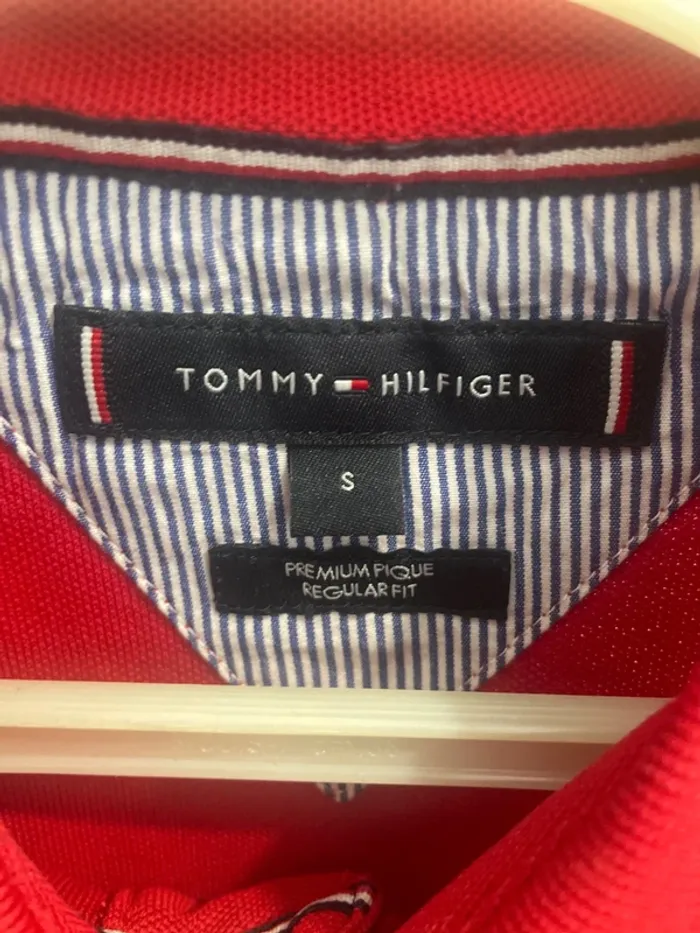 TOMMY HILFIGER
S
PREMIUM PIQUE
REGULAR FIT